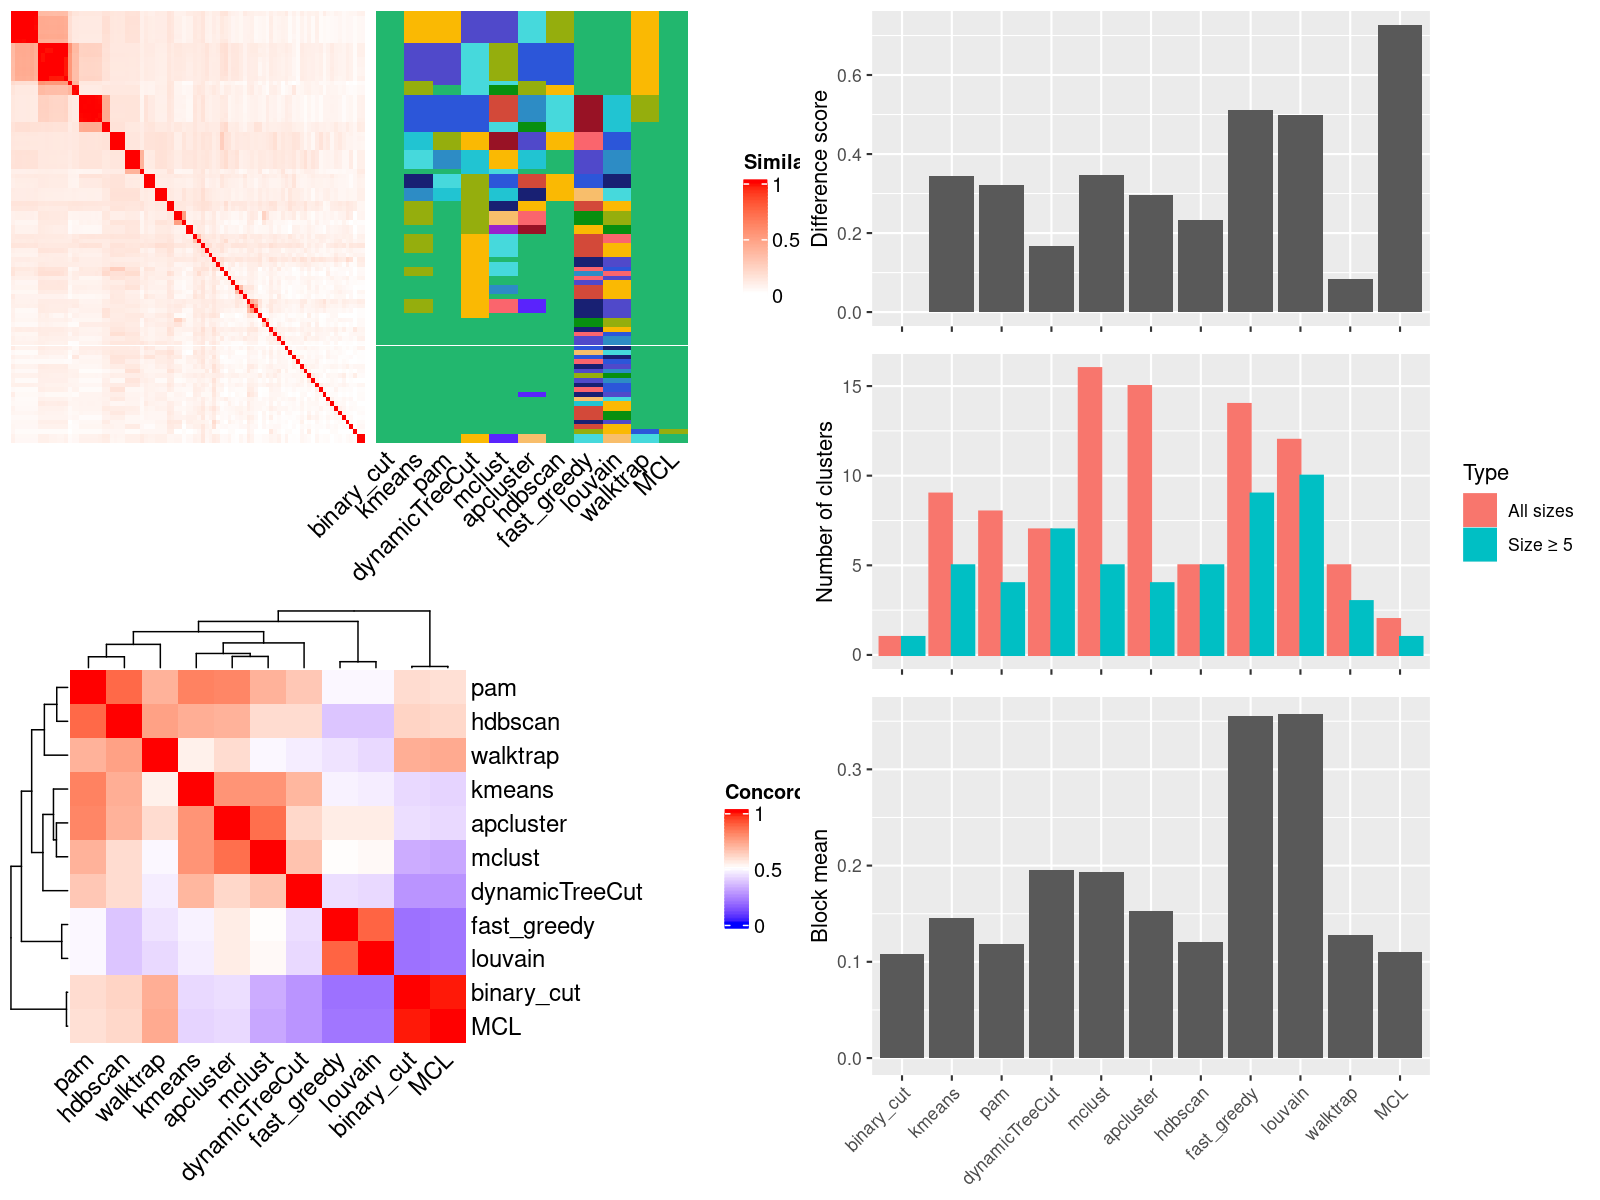 Simila
1
0.5
0
binary_cut
kmeans
pam
dynamicTreeCut
mclust
apcluster
hdbscan
fast_greedy
louvain
walktrap
MCL
pam
hdbscan
walktrap
kmeans
apcluster
mclust
dynamicTreeCut
fast_greedy
louvain
binary_cut
MCL
pam
hdbscan
walktrap
kmeans
apcluster
mclust
dynamicTreeCut
fast_greedy
louvain
binary_cut
MCL
Concord
1
0.5
0
Difference score
0.6
0.4
0.2
0.0
Number of clusters
15
10
5
0
Type
All sizes
Size ≥ 5
Block mean
0.3
0.2
0.1
0.0
binary_cut
kmeans
pam
dynamicTreeCut
mclust
apcluster
hdbscan
fast_greedy
louvain
walktrap
MCL